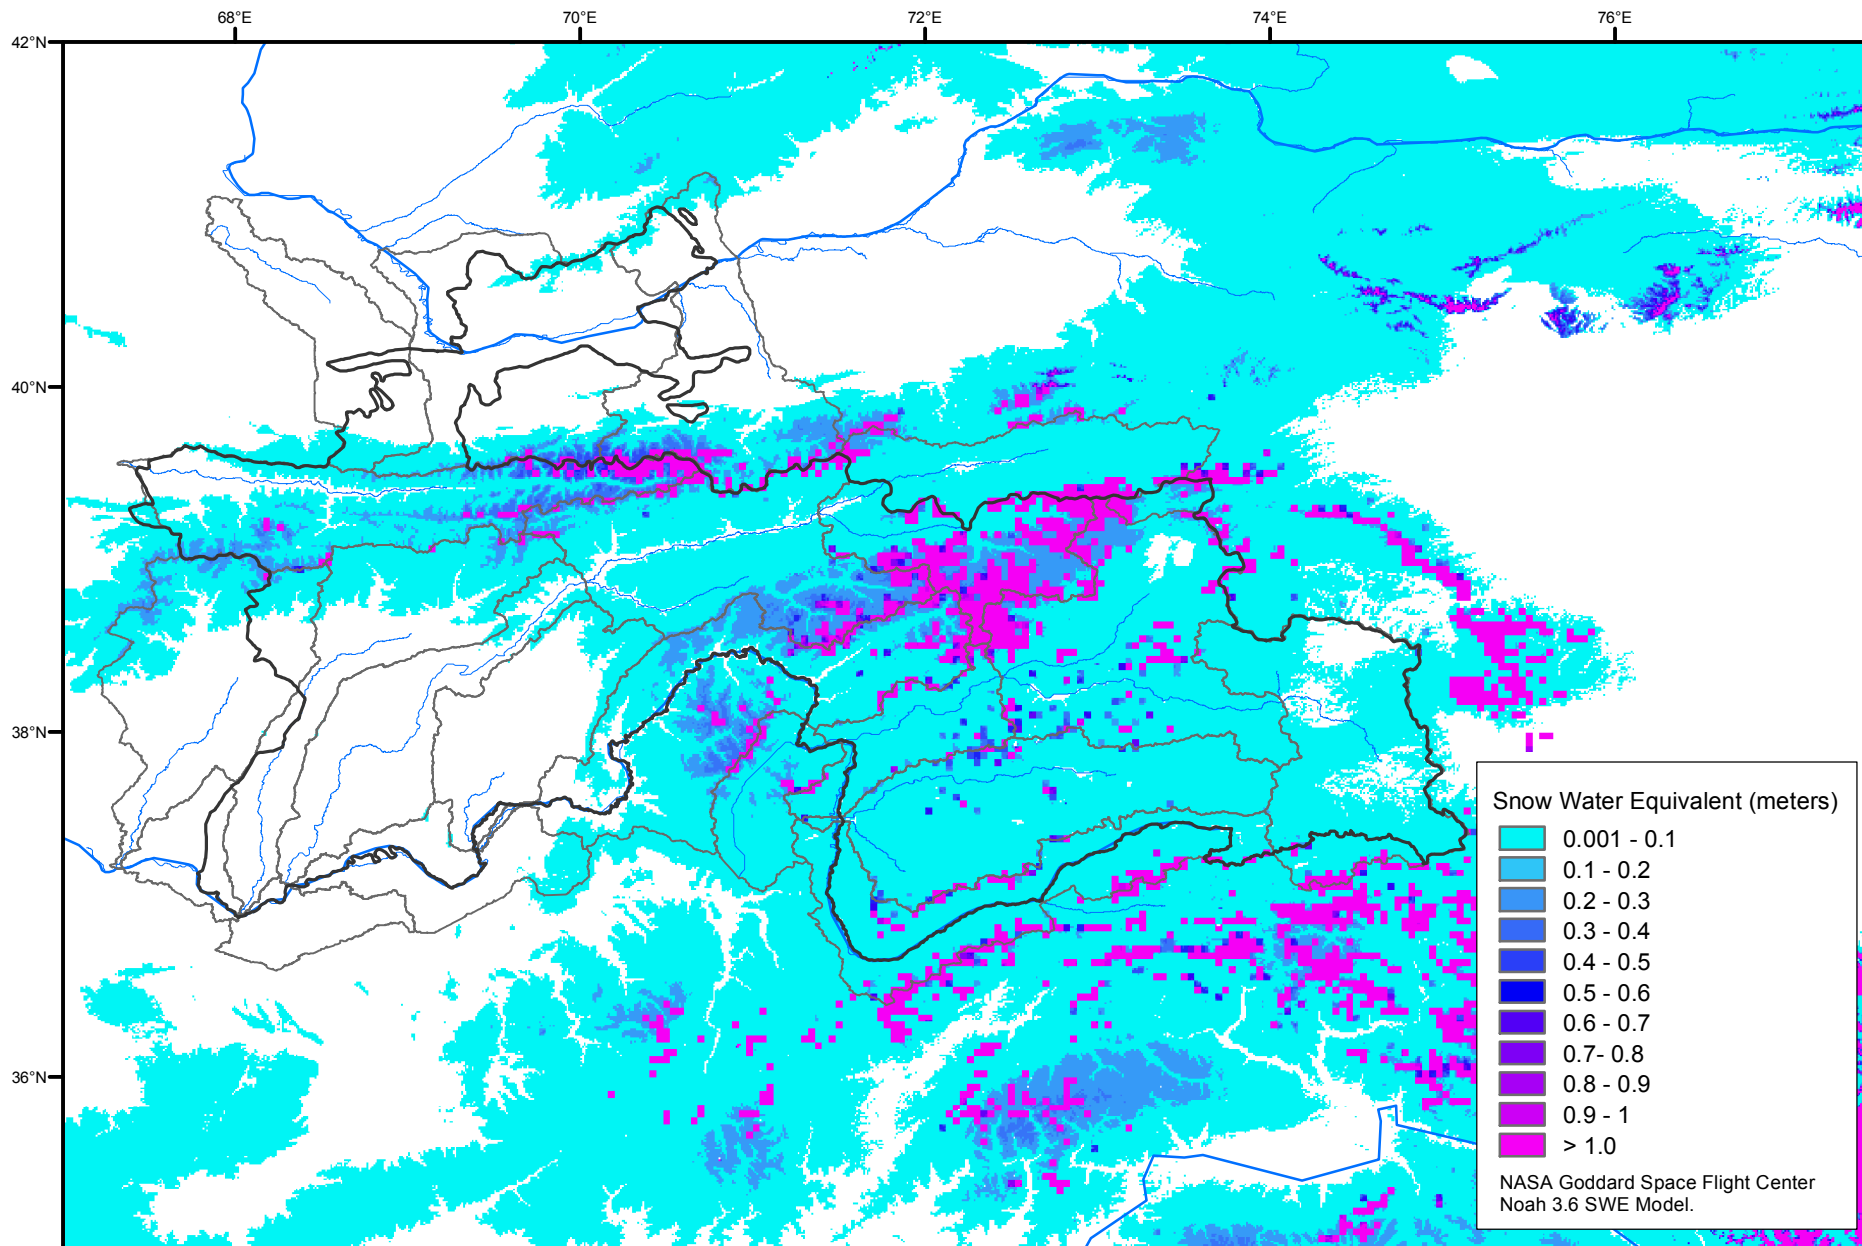 68°E
70°E
72°E
74°E
76°E
42°N
40°N
38°N
36°N
Snow Water Equivalent (meters)
0.001 - 0.1
0.1 - 0.2
0.2 - 0.3
0.3 - 0.4
0.4 - 0.5
0.5 - 0.6
0.6 - 0.7
0.7- 0.8
0.8 - 0.9
0.9 - 1
> 1.0
NASA Goddard Space Flight Center
Noah 3.6 SWE Model.